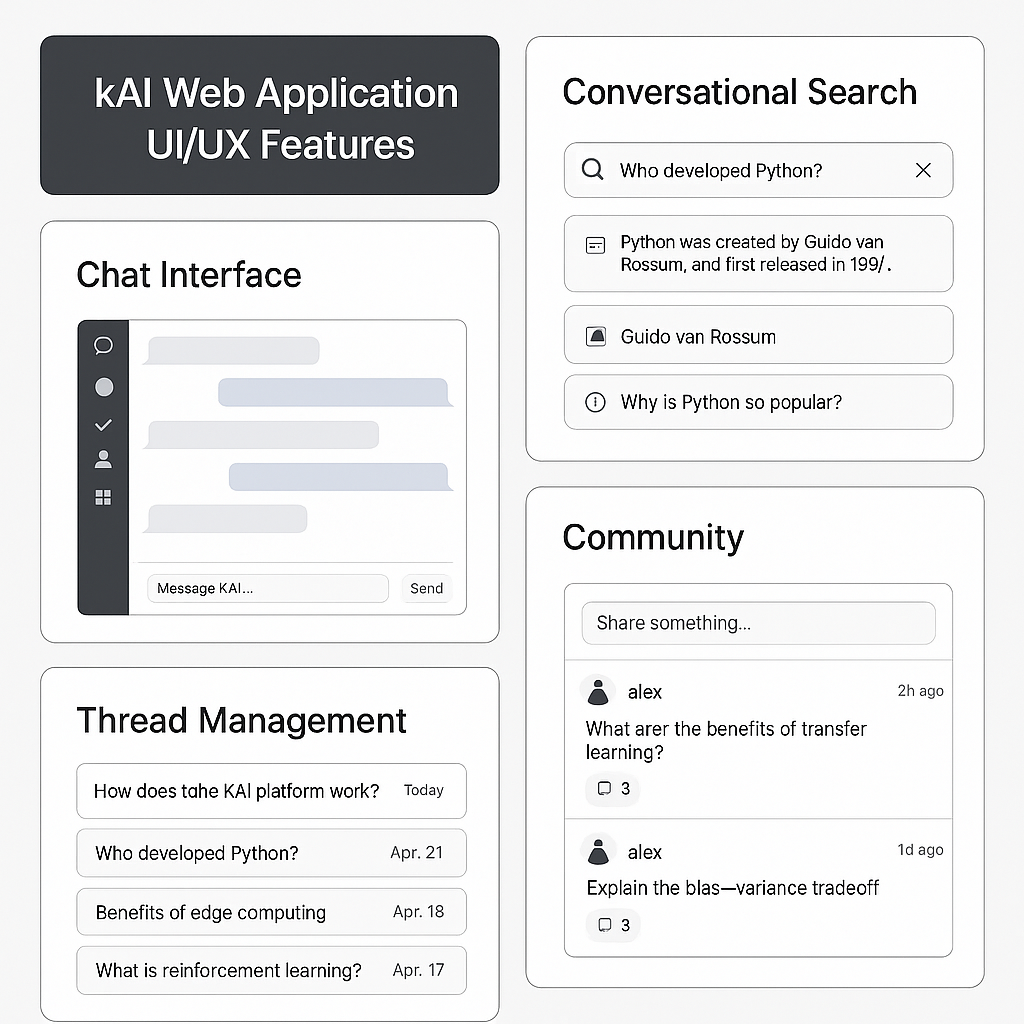 kAI Web Application
UI/UX Features
Chat Interface
Message KAI...
Send
Thread Management
How does tahe KAI platform work? Today
Who developed Python? Apr. 21
Benefits of edge computing Apr. 18
What is reinforcement learning? Apr. 17
Conversational Search
Who developed Python?
Python was created by Guido van
Rossum, and first released in 199/.
Guido van Rossum
Why is Python so popular?
Community
Share something...
alex 2h ago
What arer the benefits of transfer
learning?
3
alex 1d ago
Explain the blas—variance tradeoff
3